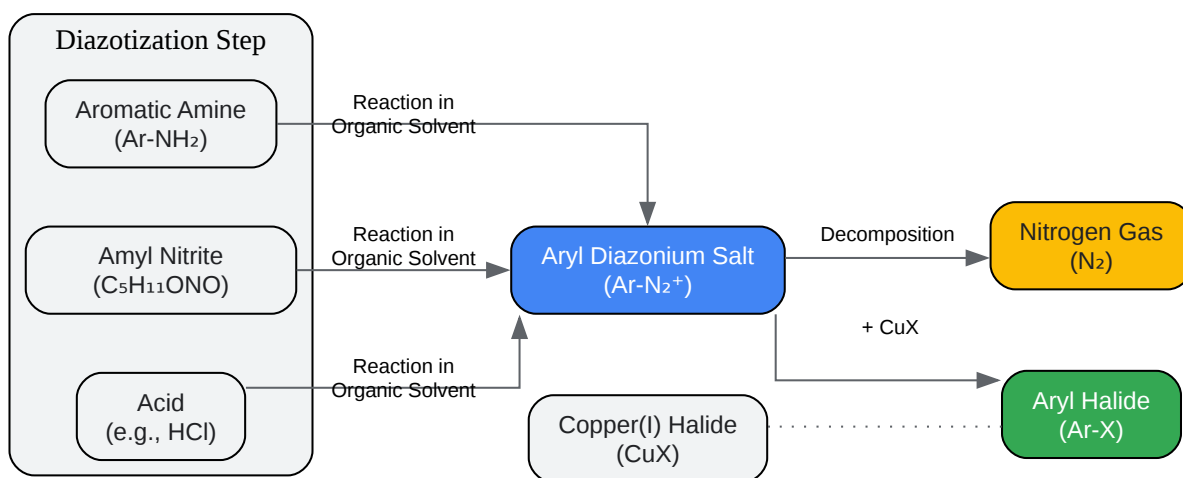 Diazotization Step
Aromatic Amine
(Ar-NH₂)
Reaction in
Organic Solvent
Amyl Nitrite
(C₅H₁₁ONO)
Reaction in
Organic Solvent
Acid
(e.g., HCl)
Reaction in
Organic Solvent
Aryl Diazonium Salt
(Ar-N₂⁺)
Decomposition
Nitrogen Gas
(N₂)
+ CuX
Copper(I) Halide
(CuX)
Aryl Halide
(Ar-X)